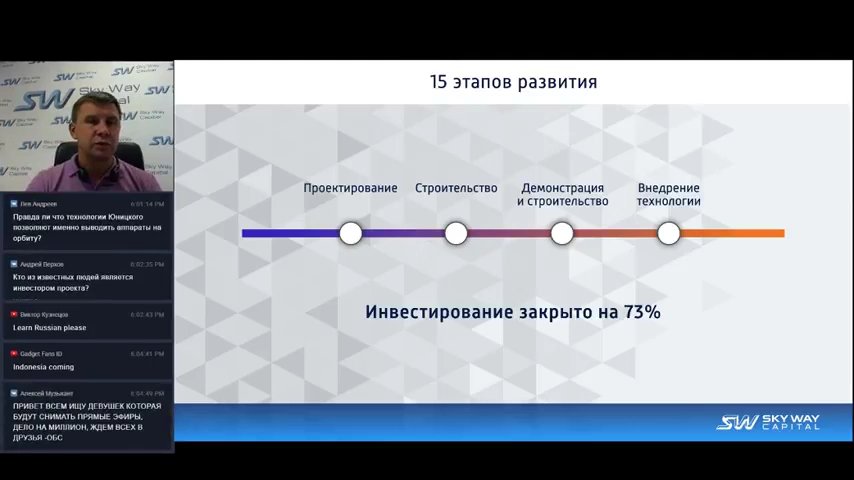 15 этапов развития
SW Sky Way
Capital
Лев Андреев 6:01:14 PM
Правда ли что технологии Юницкого
позволяют именно выводить аппараты на
орбиту?
6:02:35 PM
Кто из известных людей является
инвестором проекта?
Виктор Кузнецов 6:02:43 PM
Learn Russian please
Gadget Fans ID 6:04:41 PM
Indonesia coming
Алексей Музыкант 6:04:49 PM
ПРИВЕТ ВСЕМ ИЩУ ДЕВУШЕК КОТОРАЯ
БУДУТ СНИМАТЬ ПРЯМЫЕ ЭФИРЫ,
ДЕЛО НА МИЛЛИОН, ЖДЕМ ВСЕХ В
ДРУЗЬЯ -ОБС
Проектирование
Строительство
Демонстрация
и строительство
Внедрение
технологии
Инвестирование закрыто на 73%
SW SKY WAY
CAPITAL